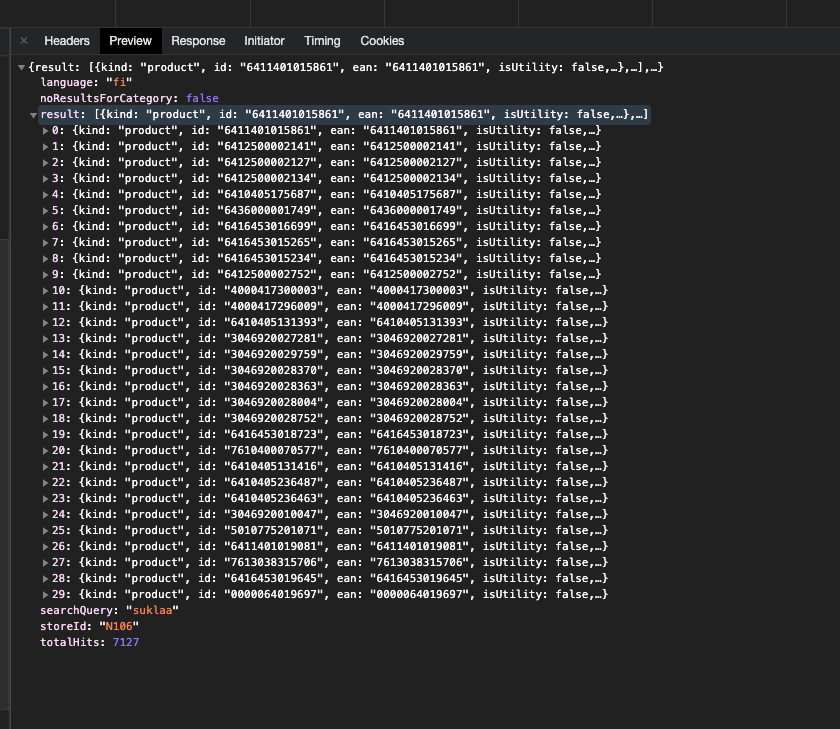 × Headers Preview Response Initiator Timing Cookies
▼{result: [{kind: "product", id: "6411401015861", ean: "6411401015861", isUtility: false,…},…],…}
language: "fi"
noResultsForCategory: false
▼result: [{kind: "product", id: "6411401015861", ean: "6411401015861", isUtility: false,…},…]
▶0: {kind: "product", id: "6411401015861", ean: "6411401015861", isUtility: false,…}
▶1: {kind: "product", id: "6412500002141", ean: "6412500002141", isUtility: false,…}
▶2: {kind: "product", id: "6412500002127", ean: "6412500002127", isUtility: false,…}
▶3: {kind: "product", id: "6412500002134", ean: "6412500002134", isUtility: false,…}
▶4: {kind: "product", id: "6410405175687", ean: "6410405175687", isUtility: false,…}
▶5: {kind: "product", id: "6436000001749", ean: "6436000001749", isUtility: false,…}
▶6: {kind: "product", id: "6416453016699", ean: "6416453016699", isUtility: false,…}
▶7: {kind: "product", id: "6416453015265", ean: "6416453015265", isUtility: false,…}
▶8: {kind: "product", id: "6416453015234", ean: "6416453015234", isUtility: false,…}
▶9: {kind: "product", id: "6412500002752", ean: "6412500002752", isUtility: false,…}
▶10: {kind: "product", id: "4000417300003", ean: "4000417300003", isUtility: false,…}
▶11: {kind: "product", id: "4000417296009", ean: "4000417296009", isUtility: false,…}
▶12: {kind: "product", id: "6410405131393", ean: "6410405131393", isUtility: false,…}
▶13: {kind: "product", id: "3046920027281", ean: "3046920027281", isUtility: false,…}
▶14: {kind: "product", id: "3046920029759", ean: "3046920029759", isUtility: false,…}
▶15: {kind: "product", id: "3046920028370", ean: "3046920028370", isUtility: false,…}
▶16: {kind: "product", id: "3046920028363", ean: "3046920028363", isUtility: false,…}
▶17: {kind: "product", id: "3046920028004", ean: "3046920028004", isUtility: false,…}
▶18: {kind: "product", id: "3046920028752", ean: "3046920028752", isUtility: false,…}
▶19: {kind: "product", id: "6416453018723", ean: "6416453018723", isUtility: false,…}
▶20: {kind: "product", id: "7610400070577", ean: "7610400070577", isUtility: false,…}
▶21: {kind: "product", id: "6410405131416", ean: "6410405131416", isUtility: false,…}
▶22: {kind: "product", id: "6410405236487", ean: "6410405236487", isUtility: false,…}
▶23: {kind: "product", id: "6410405236463", ean: "6410405236463", isUtility: false,…}
▶24: {kind: "product", id: "3046920010047", ean: "3046920010047", isUtility: false,…}
▶25: {kind: "product", id: "5010775201071", ean: "5010775201071", isUtility: false,…}
▶26: {kind: "product", id: "6411401019081", ean: "6411401019081", isUtility: false,…}
▶27: {kind: "product", id: "7613038315706", ean: "7613038315706", isUtility: false,…}
▶28: {kind: "product", id: "6416453019645", ean: "6416453019645", isUtility: false,…}
▶29: {kind: "product", id: "0000064019697", ean: "0000064019697", isUtility: false,…}
searchQuery: "suklaa"
storeId: "N106"
totalHits: 7127